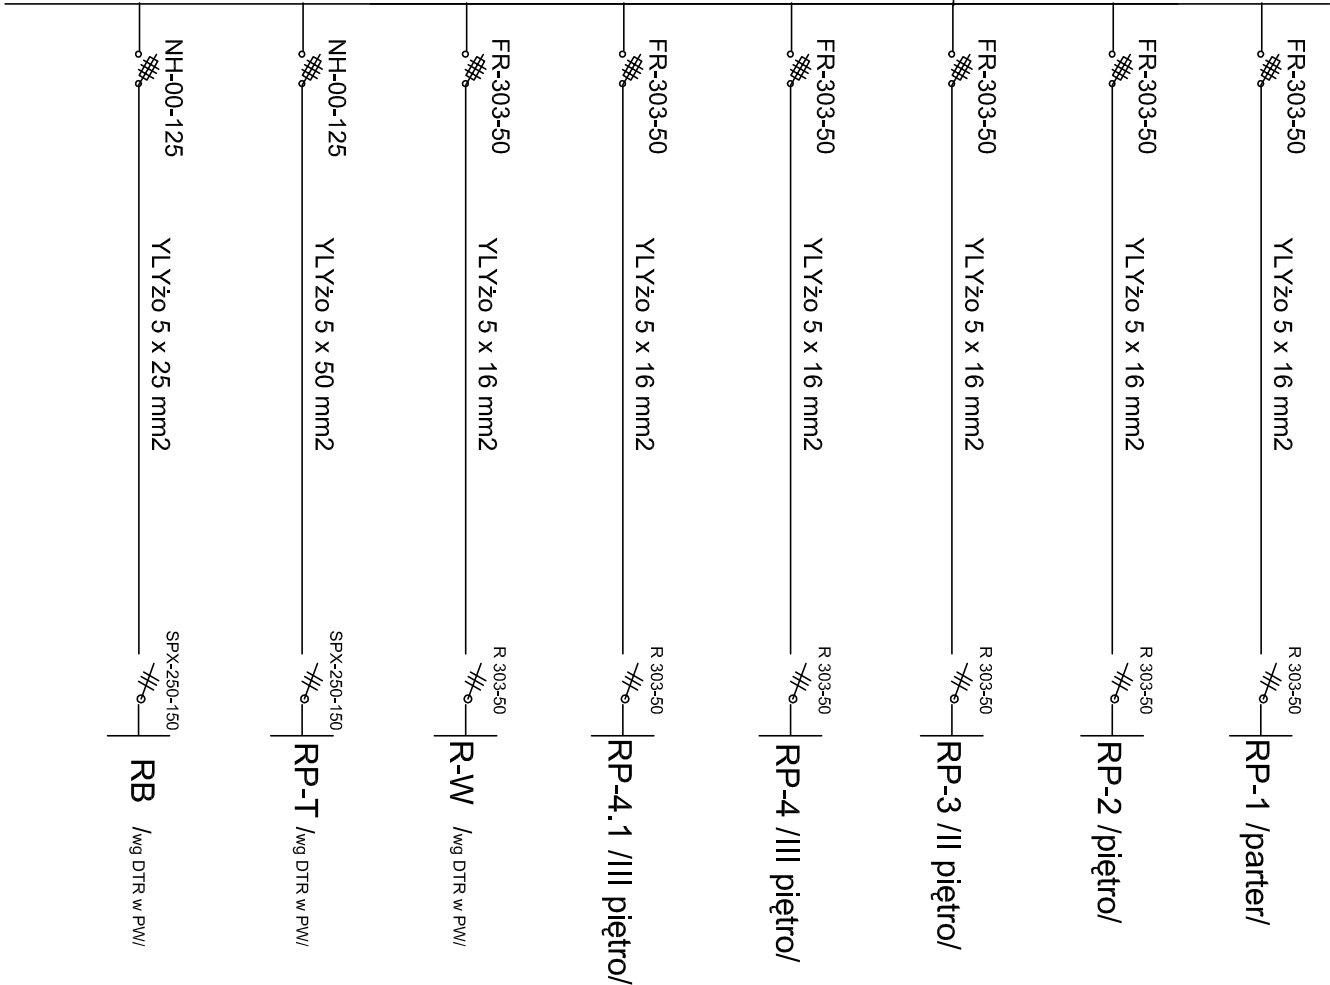 FR-303-50
YLYżo 5 x 16 mm2
R 303-50
RP-1 /parter/
FR-303-50
YLYżo 5 x 16 mm2
R 303-50
RP-2 /piętro/
FR-303-50
YLYżo 5 x 16 mm2
R 303-50
RP-3 /II piętro/
FR-303-50
YLYżo 5 x 16 mm2
R 303-50
RP-4 /III piętro/
FR-303-50
YLYżo 5 x 16 mm2
R 303-50
RP-4.1 /III piętro/
FR-303-50
YLYżo 5 x 16 mm2
R 303-50
R-W /wg DTR w PW/
NH-00-125
YLYżo 5 x 50 mm2
SPX-250-150
RP-T /wg DTR w PW/
NH-00-125
YLYżo 5 x 25 mm2
SPX-250-150
RB /wg DTR w PW/